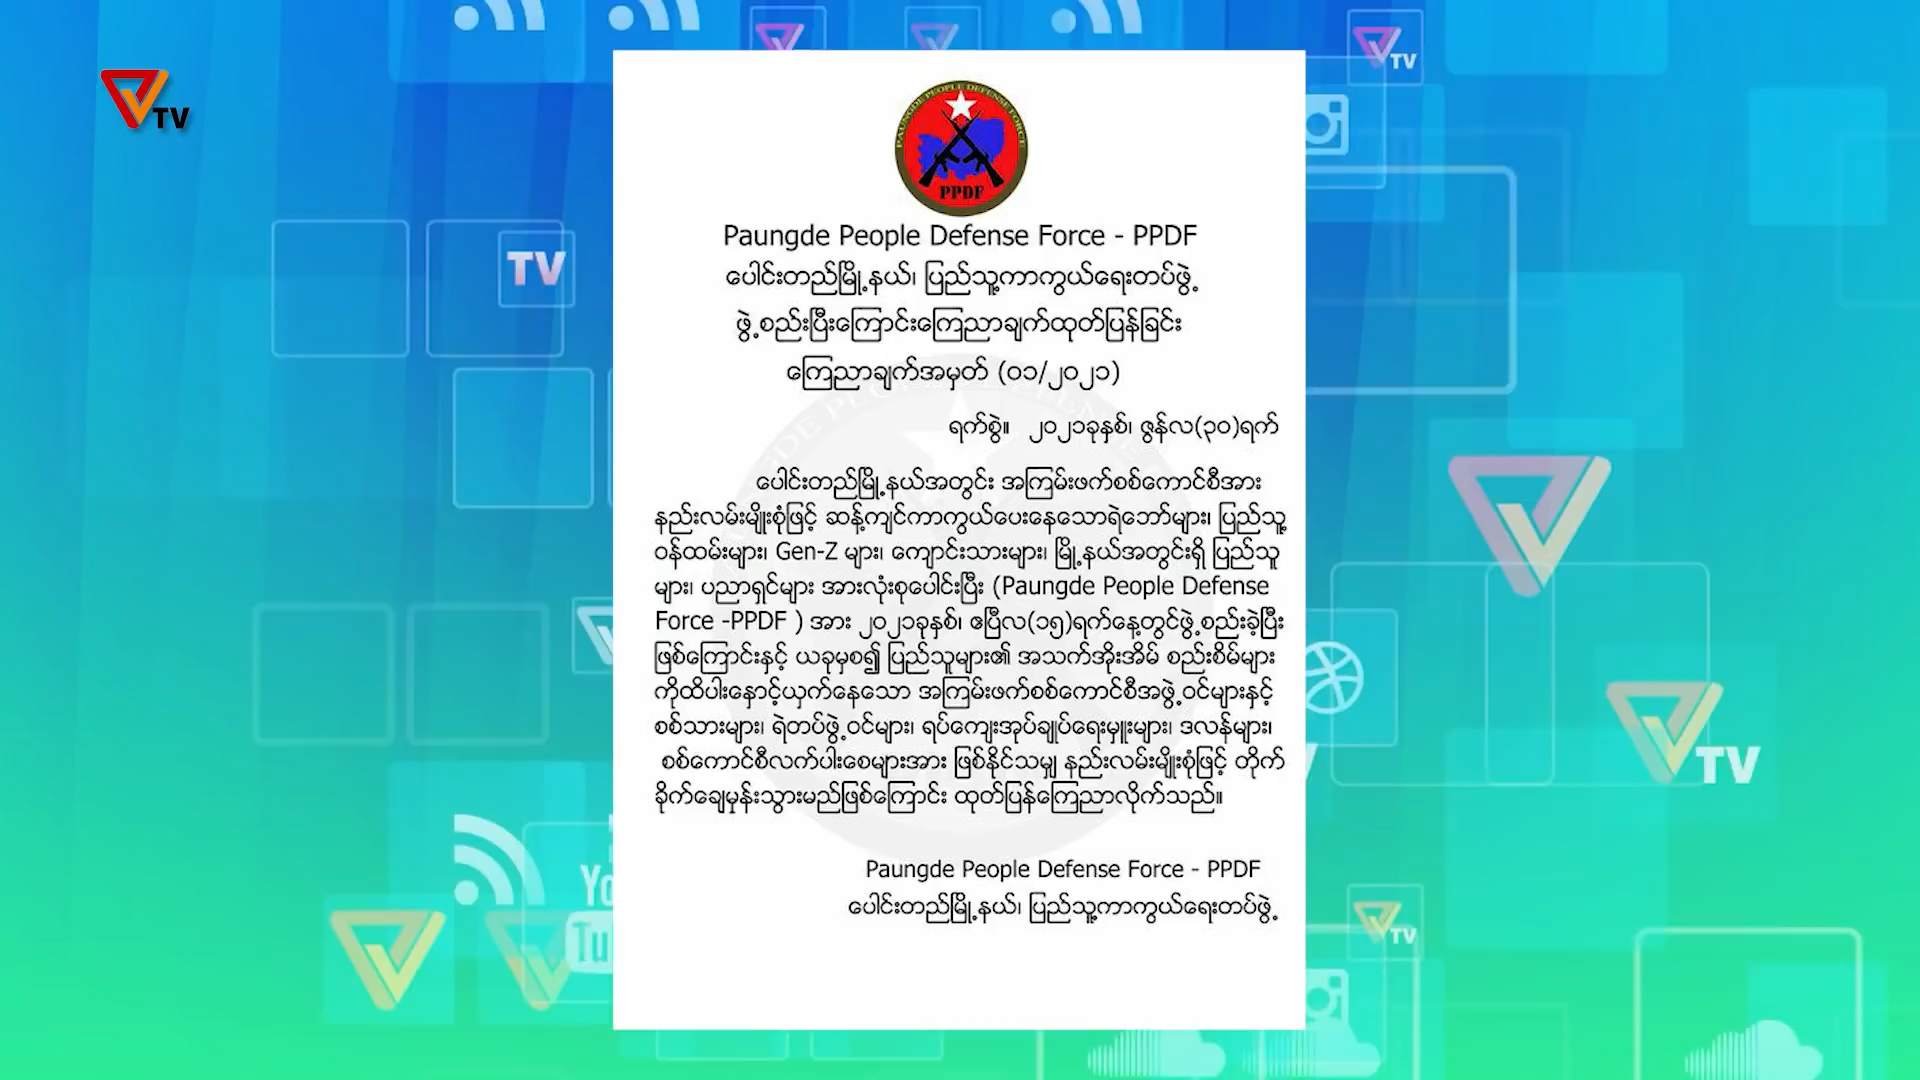 TV
PAUNGDE PEOPLE DEFENSE FORCE
PPDF
Paungde People Defense Force - PPDF
ပေါင်းတည်မြို့နယ်၊ ပြည်သူ့ကာကွယ်ရေးတပ်ဖွဲ့
ဖွဲ့စည်းပြီးကြောင်းကြေညာချက်ထုတ်ပြန်ခြင်း
ကြေညာချက်အမှတ် (၀၁/၂၀၂၁)
ရက်စွဲ။ ၂၀၂၁ခုနှစ်၊ ဇွန်လ(၃၀)ရက်
ပေါင်းတည်မြို့နယ်အတွင်း အကြမ်းဖက်စစ်ကောင်စီအား
နည်းလမ်းမျိုးစုံဖြင့် ဆန့်ကျင်ကာကွယ်ပေးနေသောရဲဘော်များ၊ ပြည်သူ့
ဝန်ထမ်းများ၊ Gen-Z များ၊ ကျောင်းသားများ၊ မြို့နယ်အတွင်းရှိ ပြည်သူ
များ၊ ပညာရှင်များ အားလုံးစုပေါင်းပြီး (Paungde People Defense
Force -PPDF ) အား ၂၀၂၁ခုနှစ်၊ ဧပြီလ(၁၅)ရက်နေ့တွင်ဖွဲ့စည်းခဲ့ပြီး
ဖြစ်ကြောင်းနှင့် ယခုမှစ၍ ပြည်သူများ၏ အသက်အိုးအိမ် စည်းစိမ်များ
ကိုထိပါးနှောင့်ယှက်နေသော အကြမ်းဖက်စစ်ကောင်စီအဖွဲ့ဝင်များနှင့်
စစ်သားများ၊ ရဲတပ်ဖွဲ့ဝင်များ၊ ရပ်ကျေးအုပ်ချုပ်ရေးမှူးများ၊ ဒလန်များ၊
စစ်ကောင်စီလက်ပါးစေများအား ဖြစ်နိုင်သမျှ နည်းလမ်းမျိုးစုံဖြင့် တိုက်
ခိုက်ချေမှုန်းသွားမည်ဖြစ်ကြောင်း ထုတ်ပြန်ကြေညာလိုက်သည်။
Paungde People Defense Force - PPDF
ပေါင်းတည်မြို့နယ်၊ ပြည်သူ့ကာကွယ်ရေးတပ်ဖွဲ့
TV
TV
TV
TV